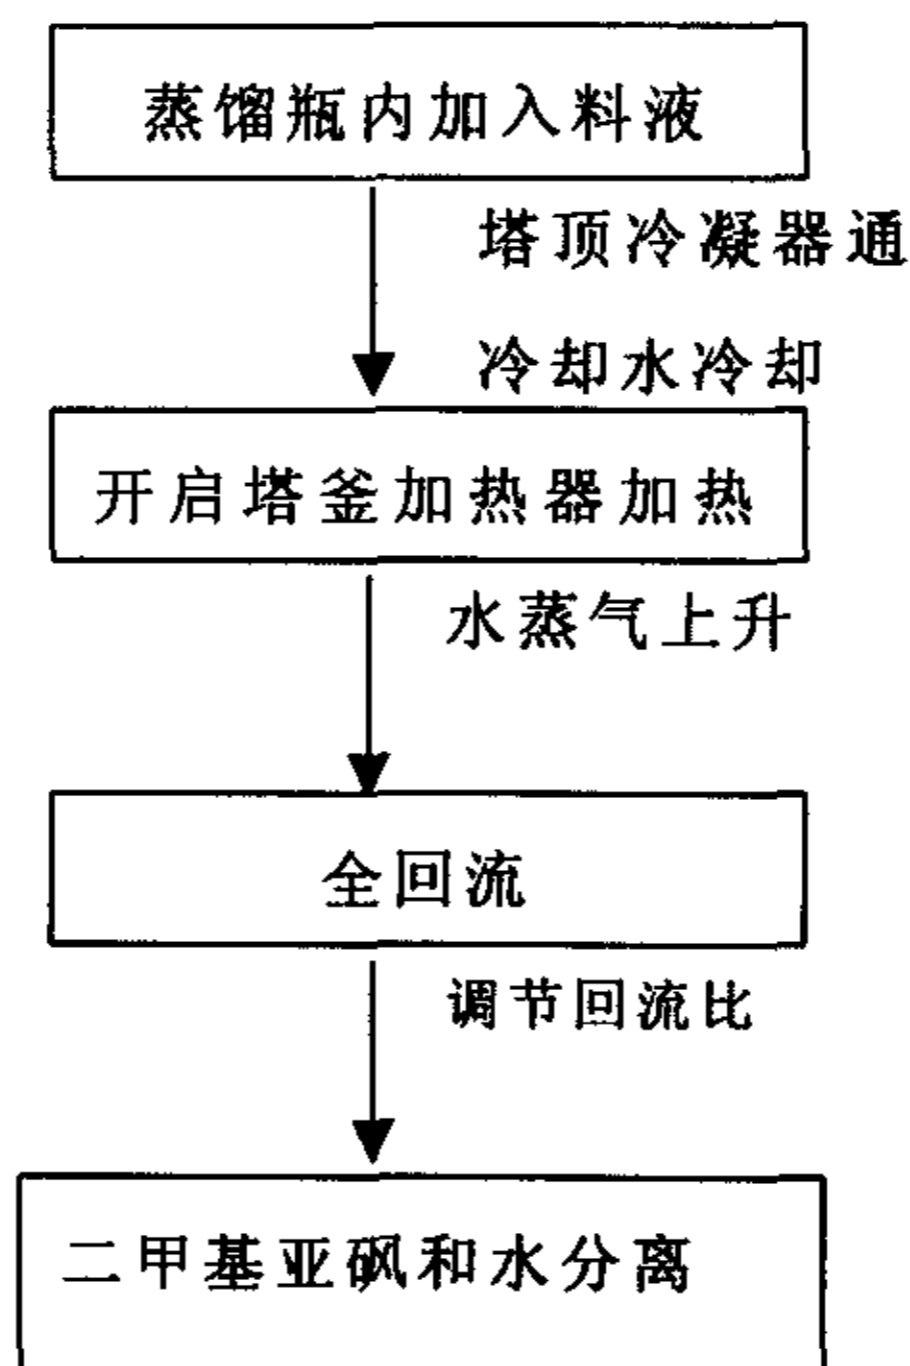 蒸馏瓶内加入料液
塔顶冷凝器通
冷却水冷却
开启塔釜加热器加热
水蒸气上升
全回流
调节回流比
二甲基亚砜和水分离